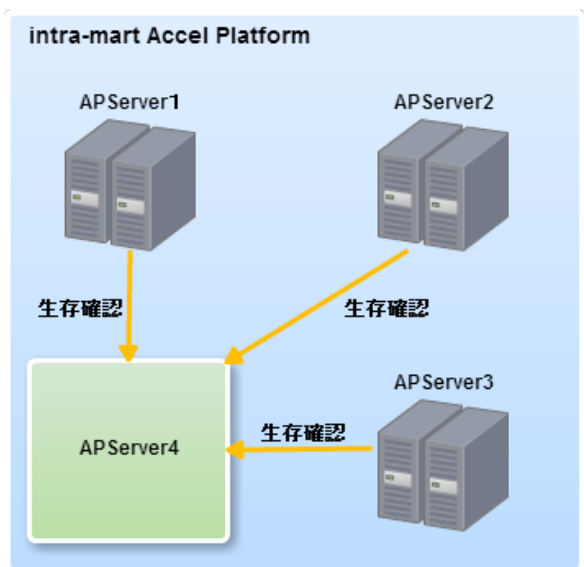 intra-mart Accel Platform
APServer1
APServer2
生存確認
生存確認
APServer3
生存確認
APServer4